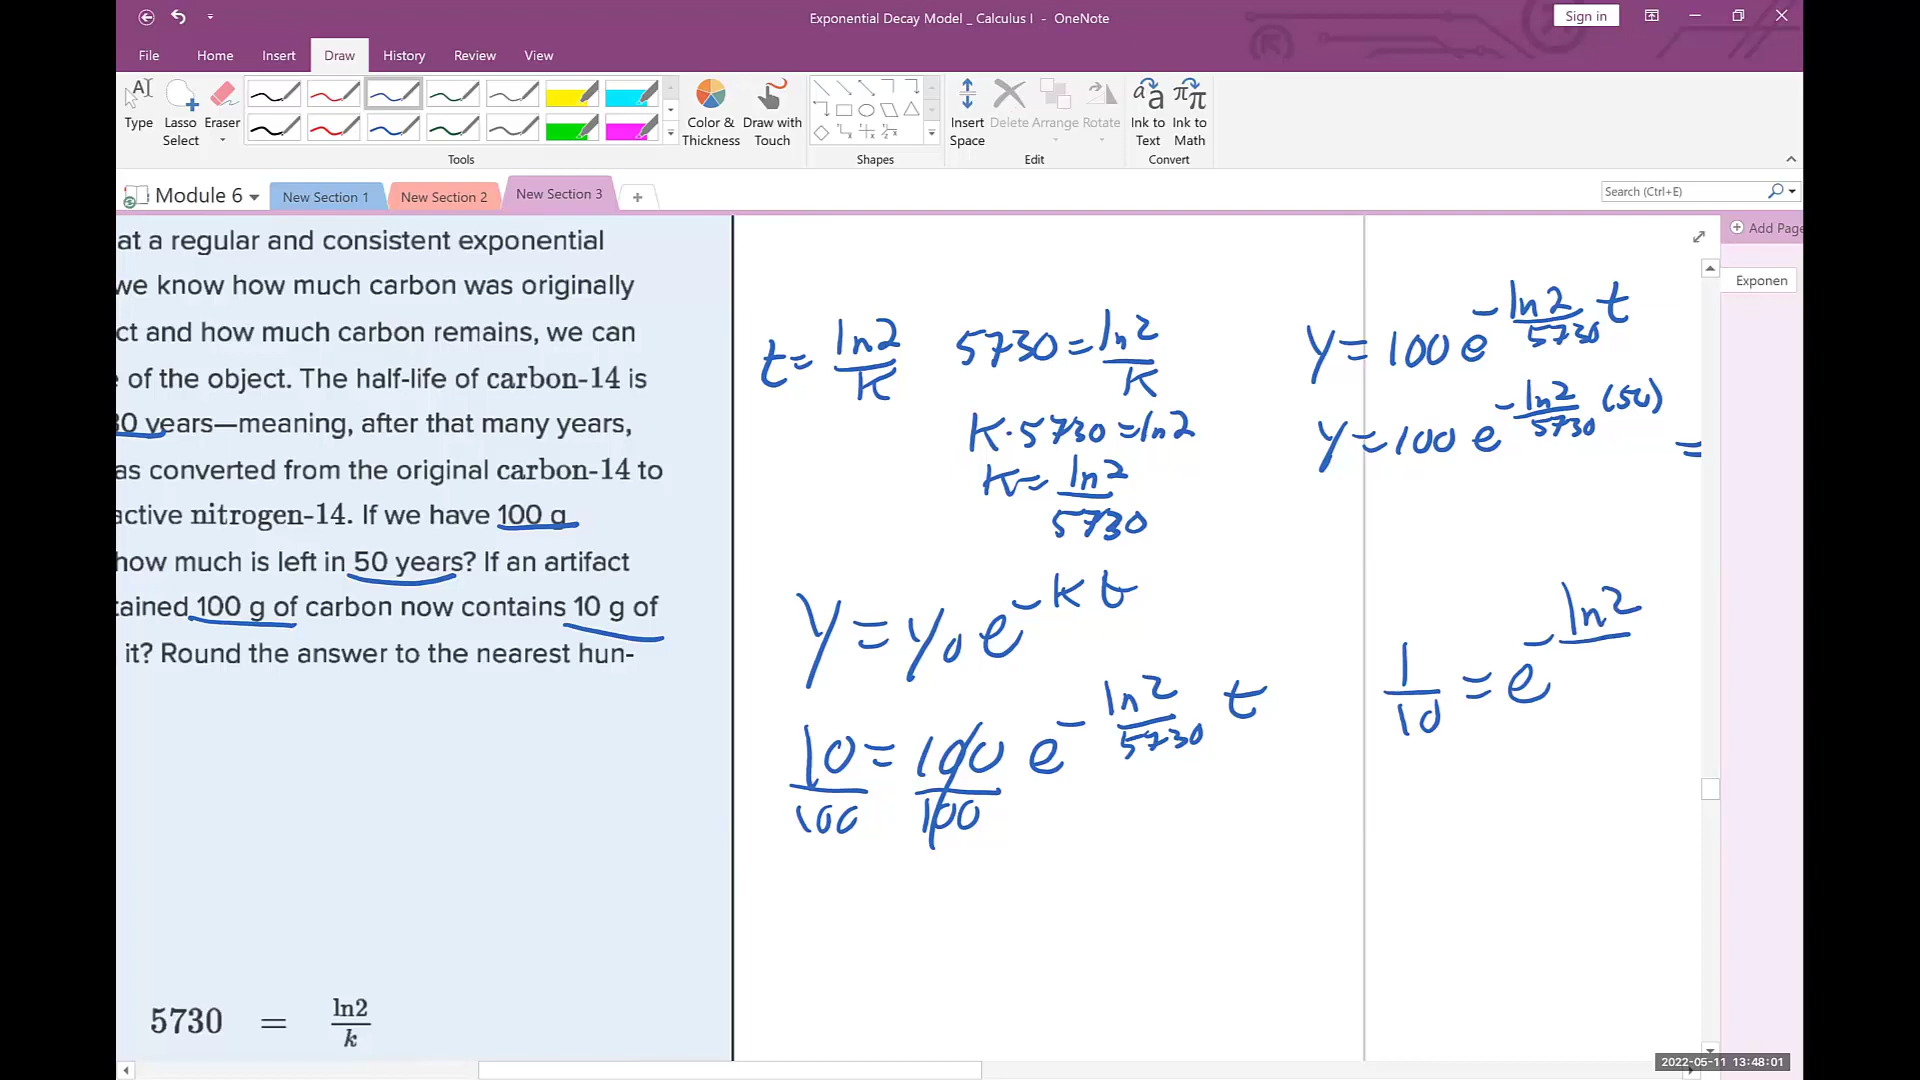 Exponential Decay Model _ Calculus I - OneNote
Sign in
File Home Insert Draw History Review View
Type
Lasso Select
Eraser
Color & Thickness
Draw with Touch
Insert Space
Delete
Arrange
Rotate
Ink to Text
Ink to Math
Tools
Shapes
Edit
Convert
Module 6
New Section 1
New Section 2
New Section 3
Search (Ctrl+E)
Add Page
Exponen
at a regular and consistent exponential
we know how much carbon was originally
ct and how much carbon remains, we can
e of the object. The half-life of carbon-14 is
30 years—meaning, after that many years,
as converted from the original carbon-14 to
active nitrogen-14. If we have 100 g
how much is left in 50 years? If an artifact
tained 100 g of carbon now contains 10 g of
it? Round the answer to the nearest hun-
5730 = ln2/k
t = ln2/K
5730 = ln2/K
K·5730 = ln2
K = ln2/5730
y = y₀ e^-kt
10/100 = 100/100 e^-ln2/5730 t
y = 100 e^-ln2/5730 t
y = 100 e^-ln2/5730 (50) =
1/10 = e^-ln2
2022-05-11 13:48:01